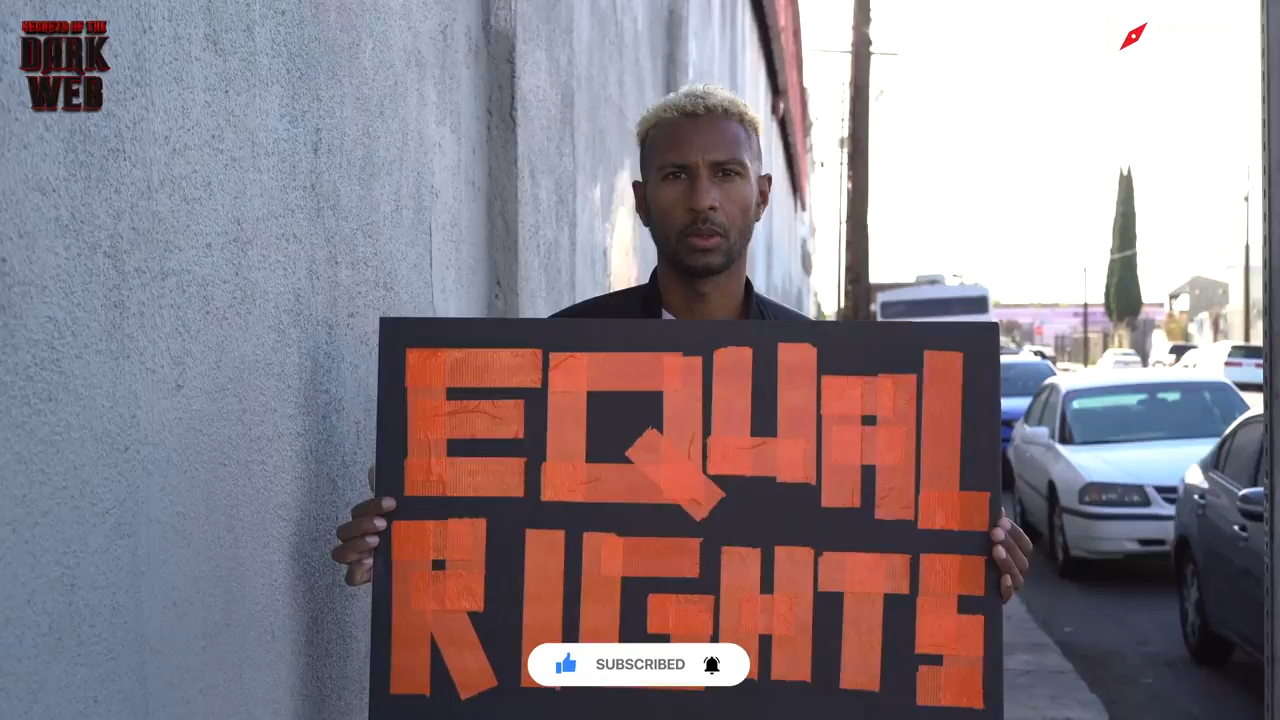 SECRETS OF THE
DARK
WEB
EQUAL
RIGHTS
SUBSCRIBED